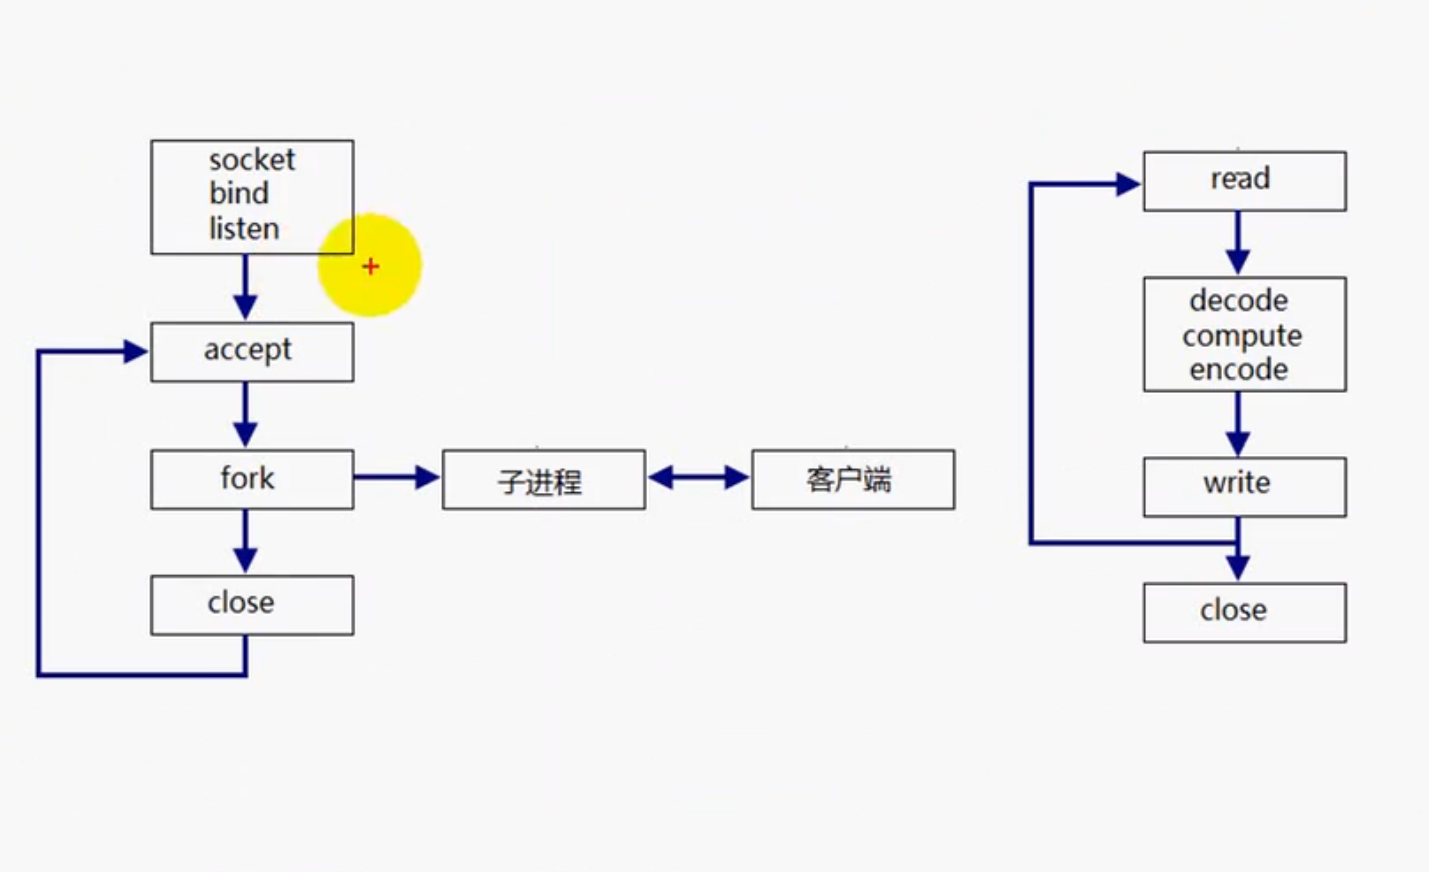 socket
bind
listen
accept
fork
子进程
客户端
close
read
decode
compute
encode
write
close